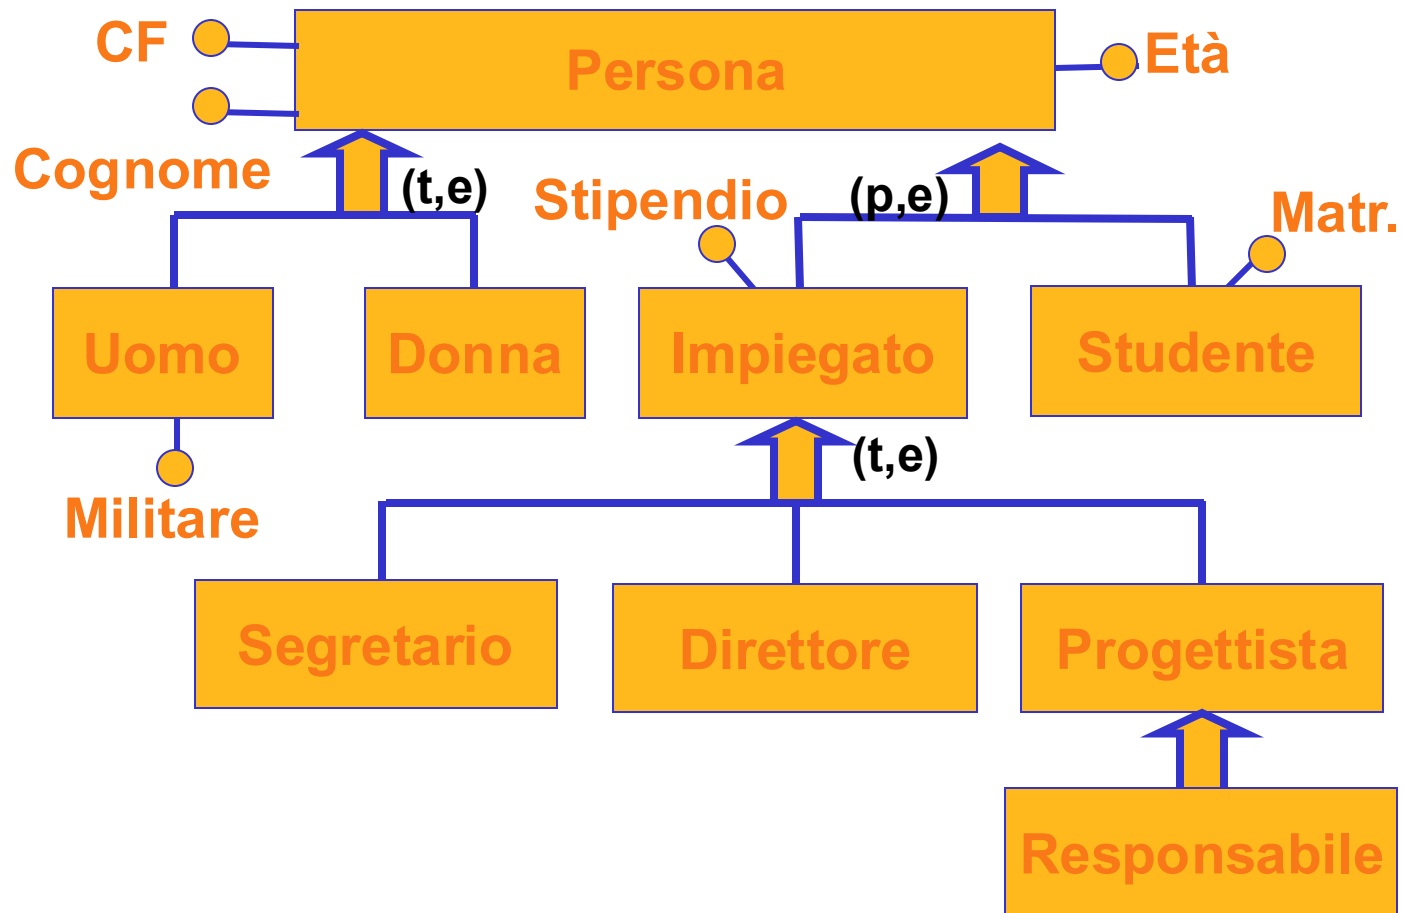 CF
Persona
Età
Cognome
(t,e)
Stipendio
(p,e)
Matr.
Uomo
Donna
Impiegato
Studente
(t,e)
Militare
Segretario
Direttore
Progettista
Responsabile